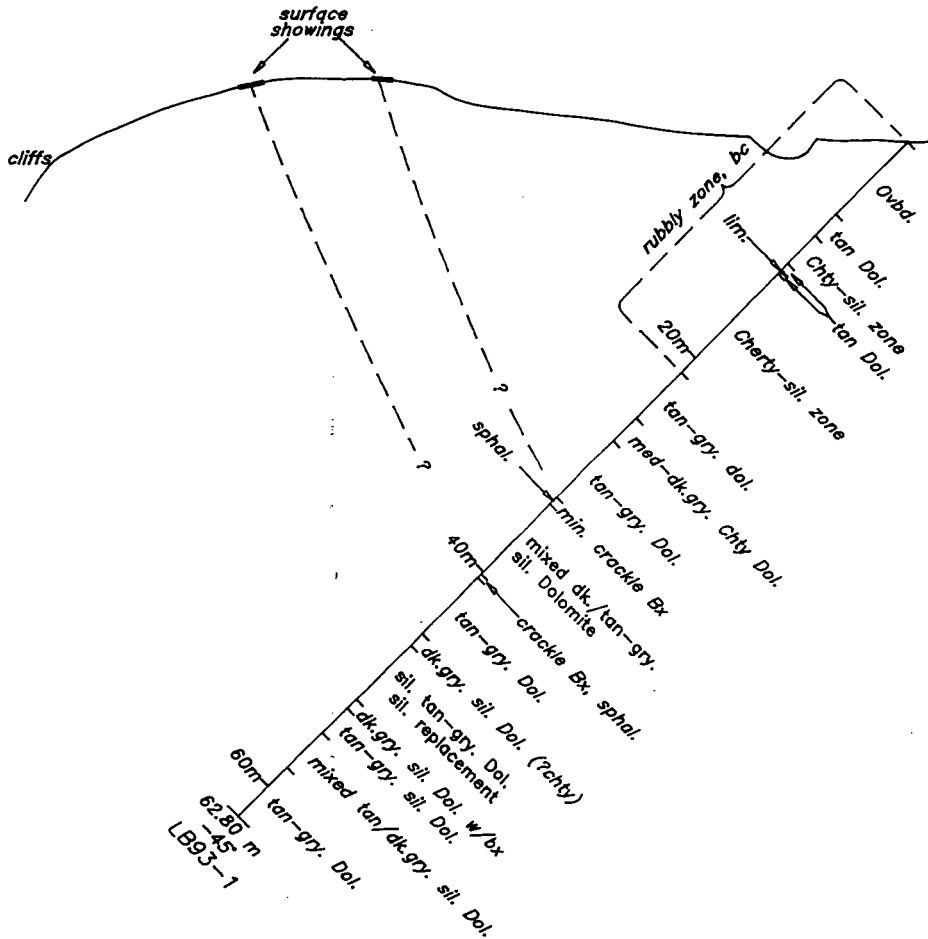 surface
showings
cliffs
rubbly zone, bc
lim.
Ovbd.
tan Dol.
Chty-sil. zone
tan Dol.
20m
Cherty-sil. zone
tan-gry. dol.
med-dk.gry. Chty Dol.
?
?
sphal.
tan-gry. Dol.
min. crackle Bx
40m
mixed dk./tan-gry.
sil. Dolomite
crackle Bx, sphal.
tan-gry. Dol.
dk.gry. sil. Dol. (?chty)
sil. tan-gry. Dol.
sil. replacement
dk.gry. sil. Dol. w/bx
tan-gry. sil. Dol.
mixed tan/dk.gry. sil. Dol.
60m
tan-gry. Dol.
62.80 m
-45°
LB93-1